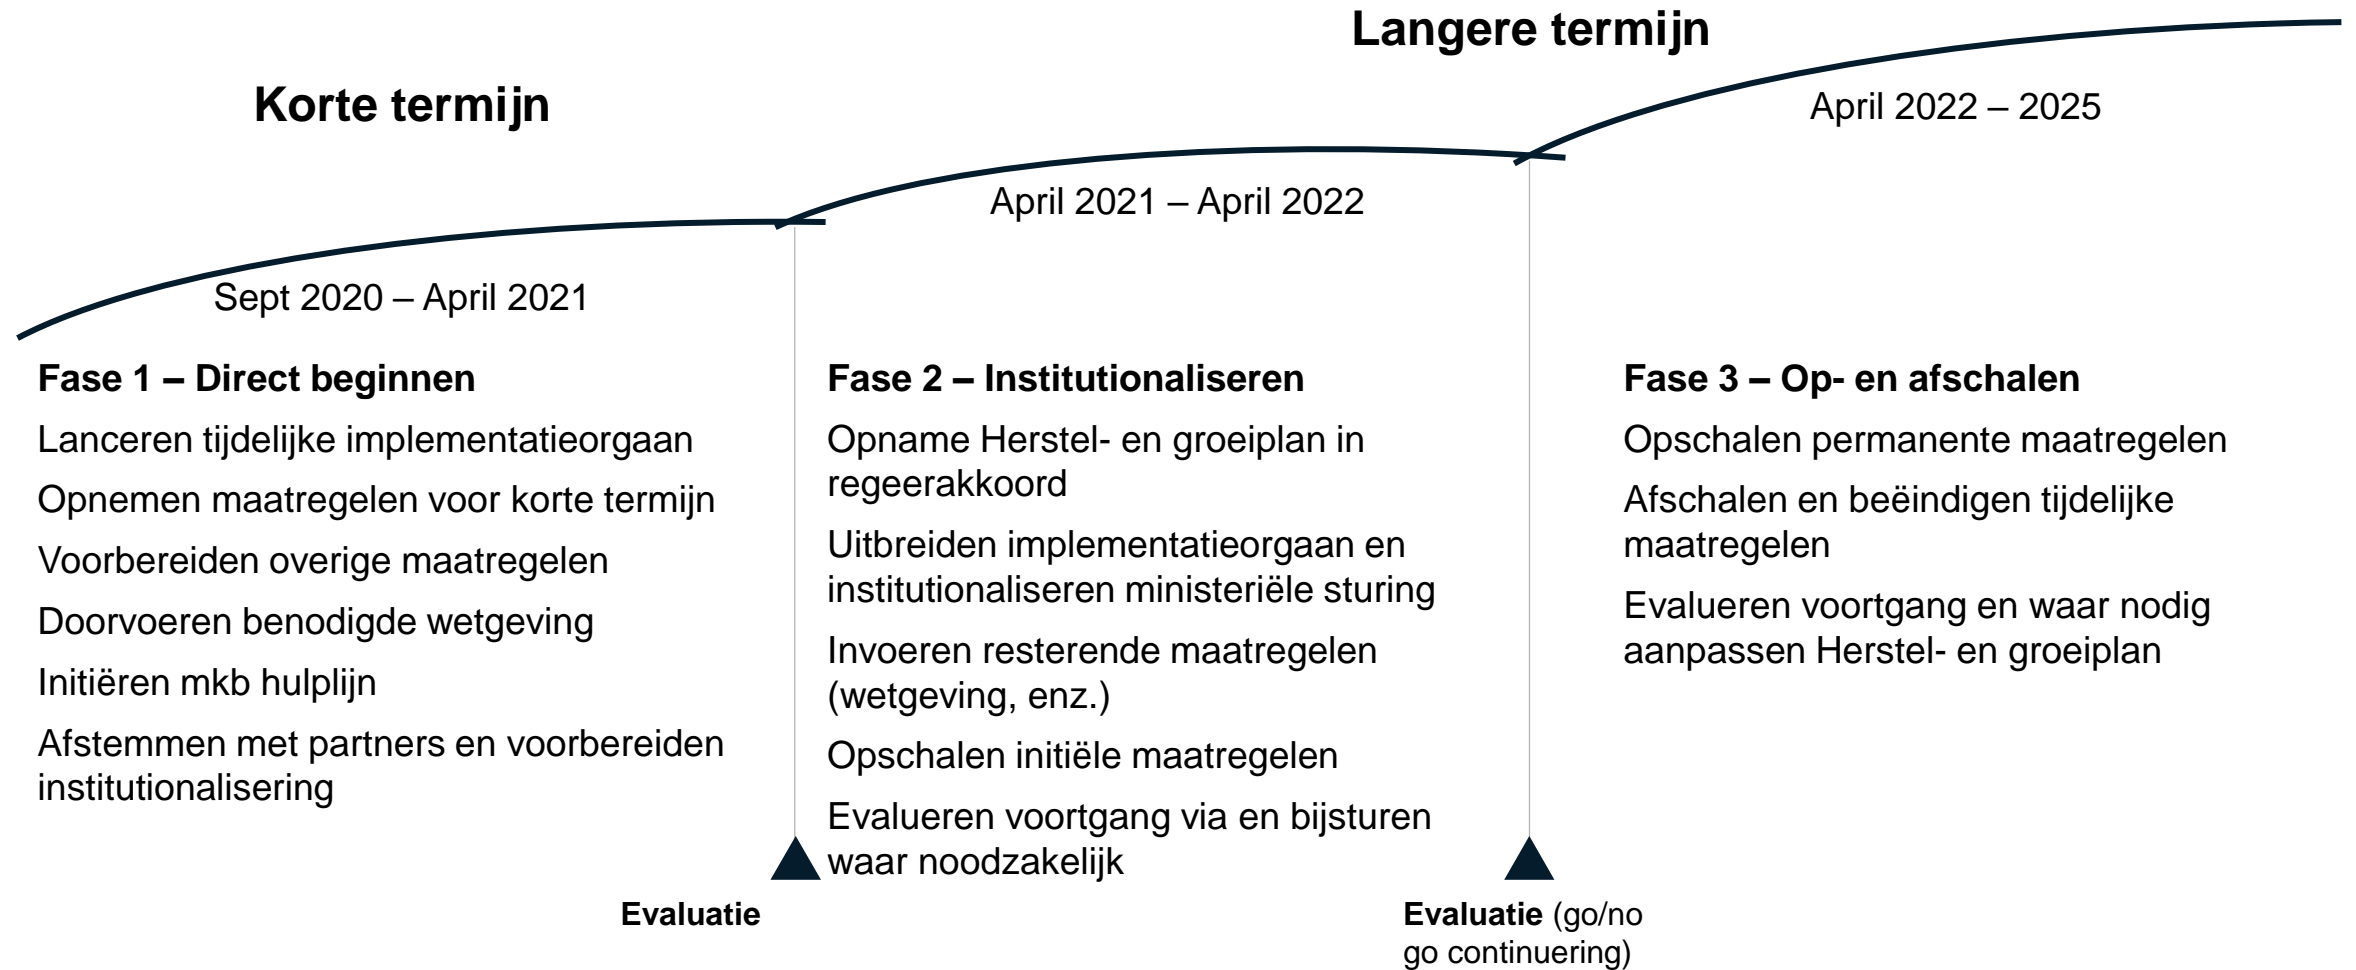 Langere termijn
Korte termijn
April 2022 – 2025
April 2021 – April 2022
Sept 2020 – April 2021
Fase 1 – Direct beginnen
Lanceren tijdelijke implementatieorgaan
Opnemen maatregelen voor korte termijn
Voorbereiden overige maatregelen
Doorvoeren benodigde wetgeving
Initiëren mkb hulplijn
Afstemmen met partners en voorbereiden
institutionalisering
Evaluatie
Fase 2 – Institutionaliseren
Opname Herstel- en groeiplan in
regeerakkoord
Uitbreiden implementatieorgaan en
institutionaliseren ministeriële sturing
Invoeren resterende maatregelen
(wetgeving, enz.)
Opschalen initiële maatregelen
Evalueren voortgang via en bijsturen
waar noodzakelijk
Evaluatie (go/no
go continuering)
Fase 3 – Op- en afschalen
Opschalen permanente maatregelen
Afschalen en beëindigen tijdelijke
maatregelen
Evalueren voortgang en waar nodig
aanpassen Herstel- en groeiplan